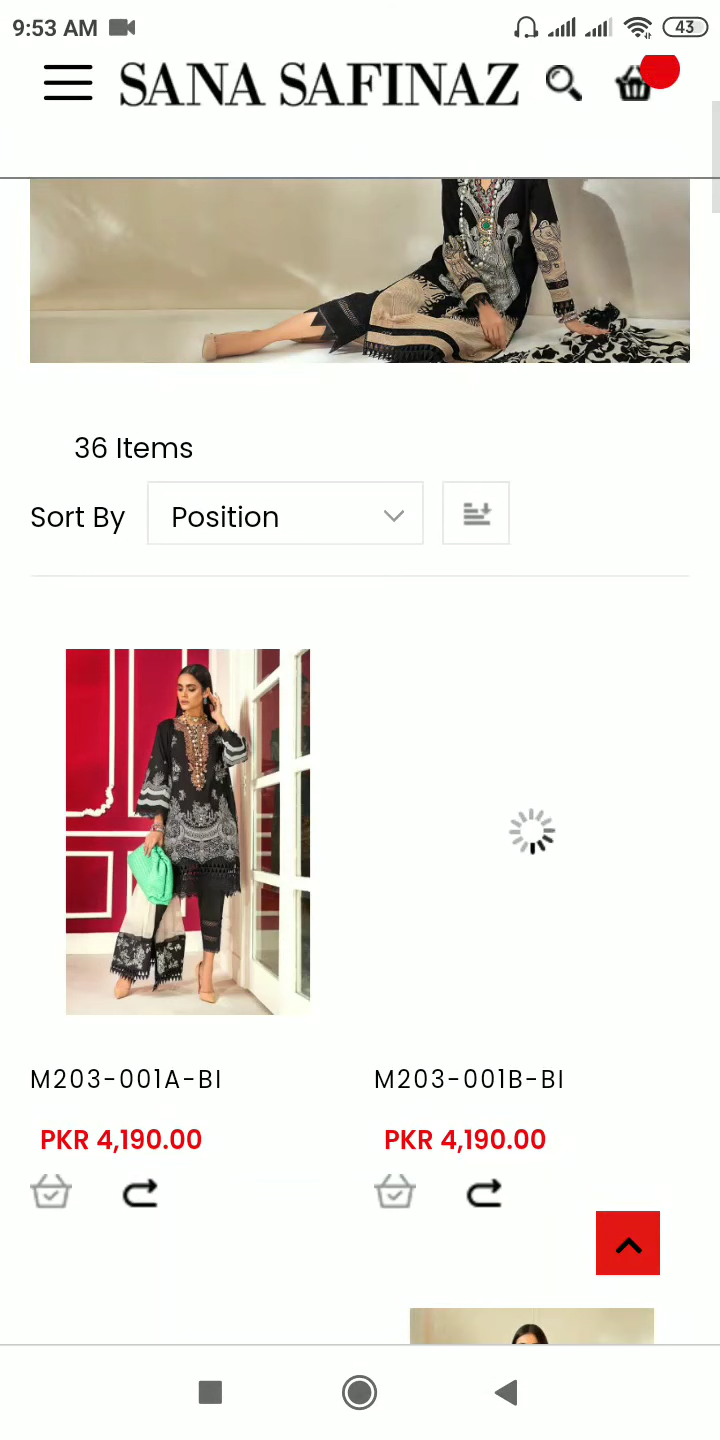 9:53 AM
43
SANA SAFINAZ
36 Items
Sort By
Position
M203-001A-BI
M203-001B-BI
PKR 4,190.00
PKR 4,190.00